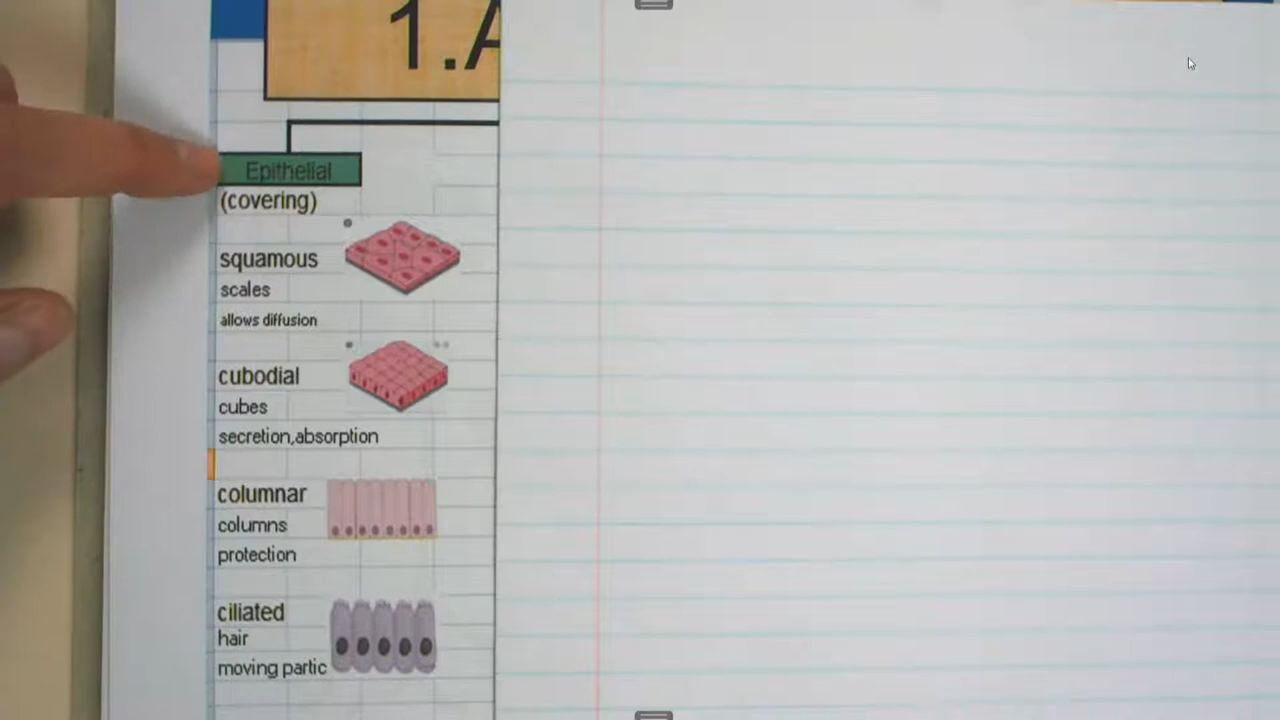 1.A
Epithelial
(covering)
squamous
scales
allows diffusion
cubodial
cubes
secretion,absorption
columnar
columns
protection
ciliated
hair
moving partic